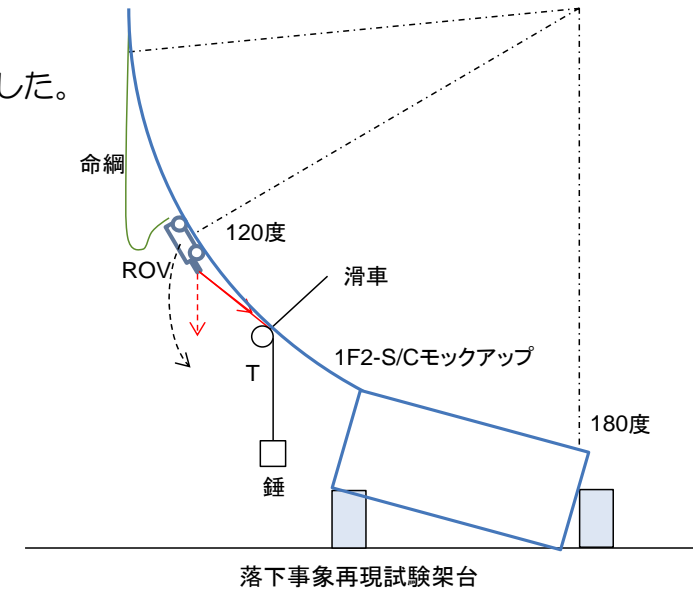 した。
命綱
120度
ROV
滑車
T
1F2-S/Cモックアップ
180度
錘
落下事象再現試験架台